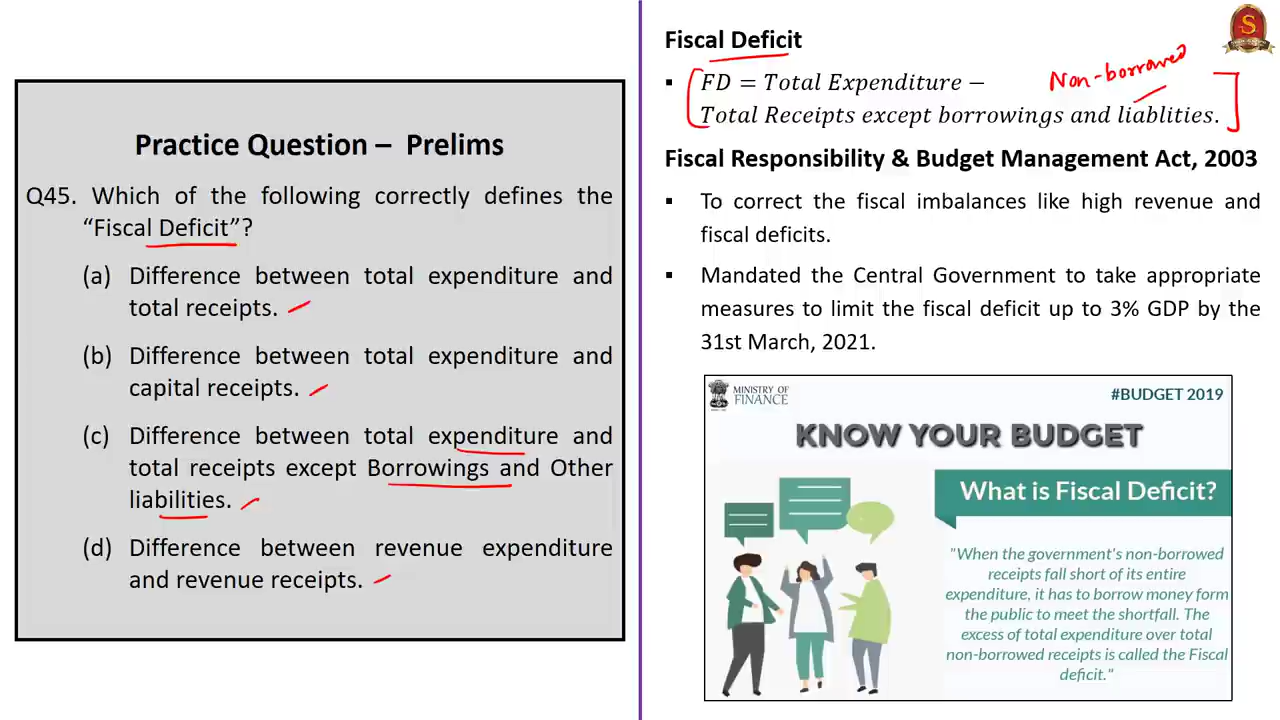 Practice Question – Prelims
Q45. Which of the following correctly defines the
“Fiscal Deficit”?
(a) Difference between total expenditure and
total receipts.
(b) Difference between total expenditure and
capital receipts.
(c) Difference between total expenditure and
total receipts except Borrowings and Other
liabilities.
(d) Difference between revenue expenditure
and revenue receipts.
Fiscal Deficit
Non-borrowed
▪ FD = Total Expenditure −
Total Receipts except borrowings and liablities.
Fiscal Responsibility & Budget Management Act, 2003
▪ To correct the fiscal imbalances like high revenue and
fiscal deficits.
▪ Mandated the Central Government to take appropriate
measures to limit the fiscal deficit up to 3% GDP by the
31st March, 2021.
MINISTRY OF
FINANCE
#BUDGET 2019
KNOW YOUR BUDGET
What is Fiscal Deficit?
"When the government's non-borrowed
receipts fall short of its entire
expenditure, it has to borrow money form
the public to meet the shortfall. The
excess of total expenditure over total
non-borrowed receipts is called the Fiscal
deficit."